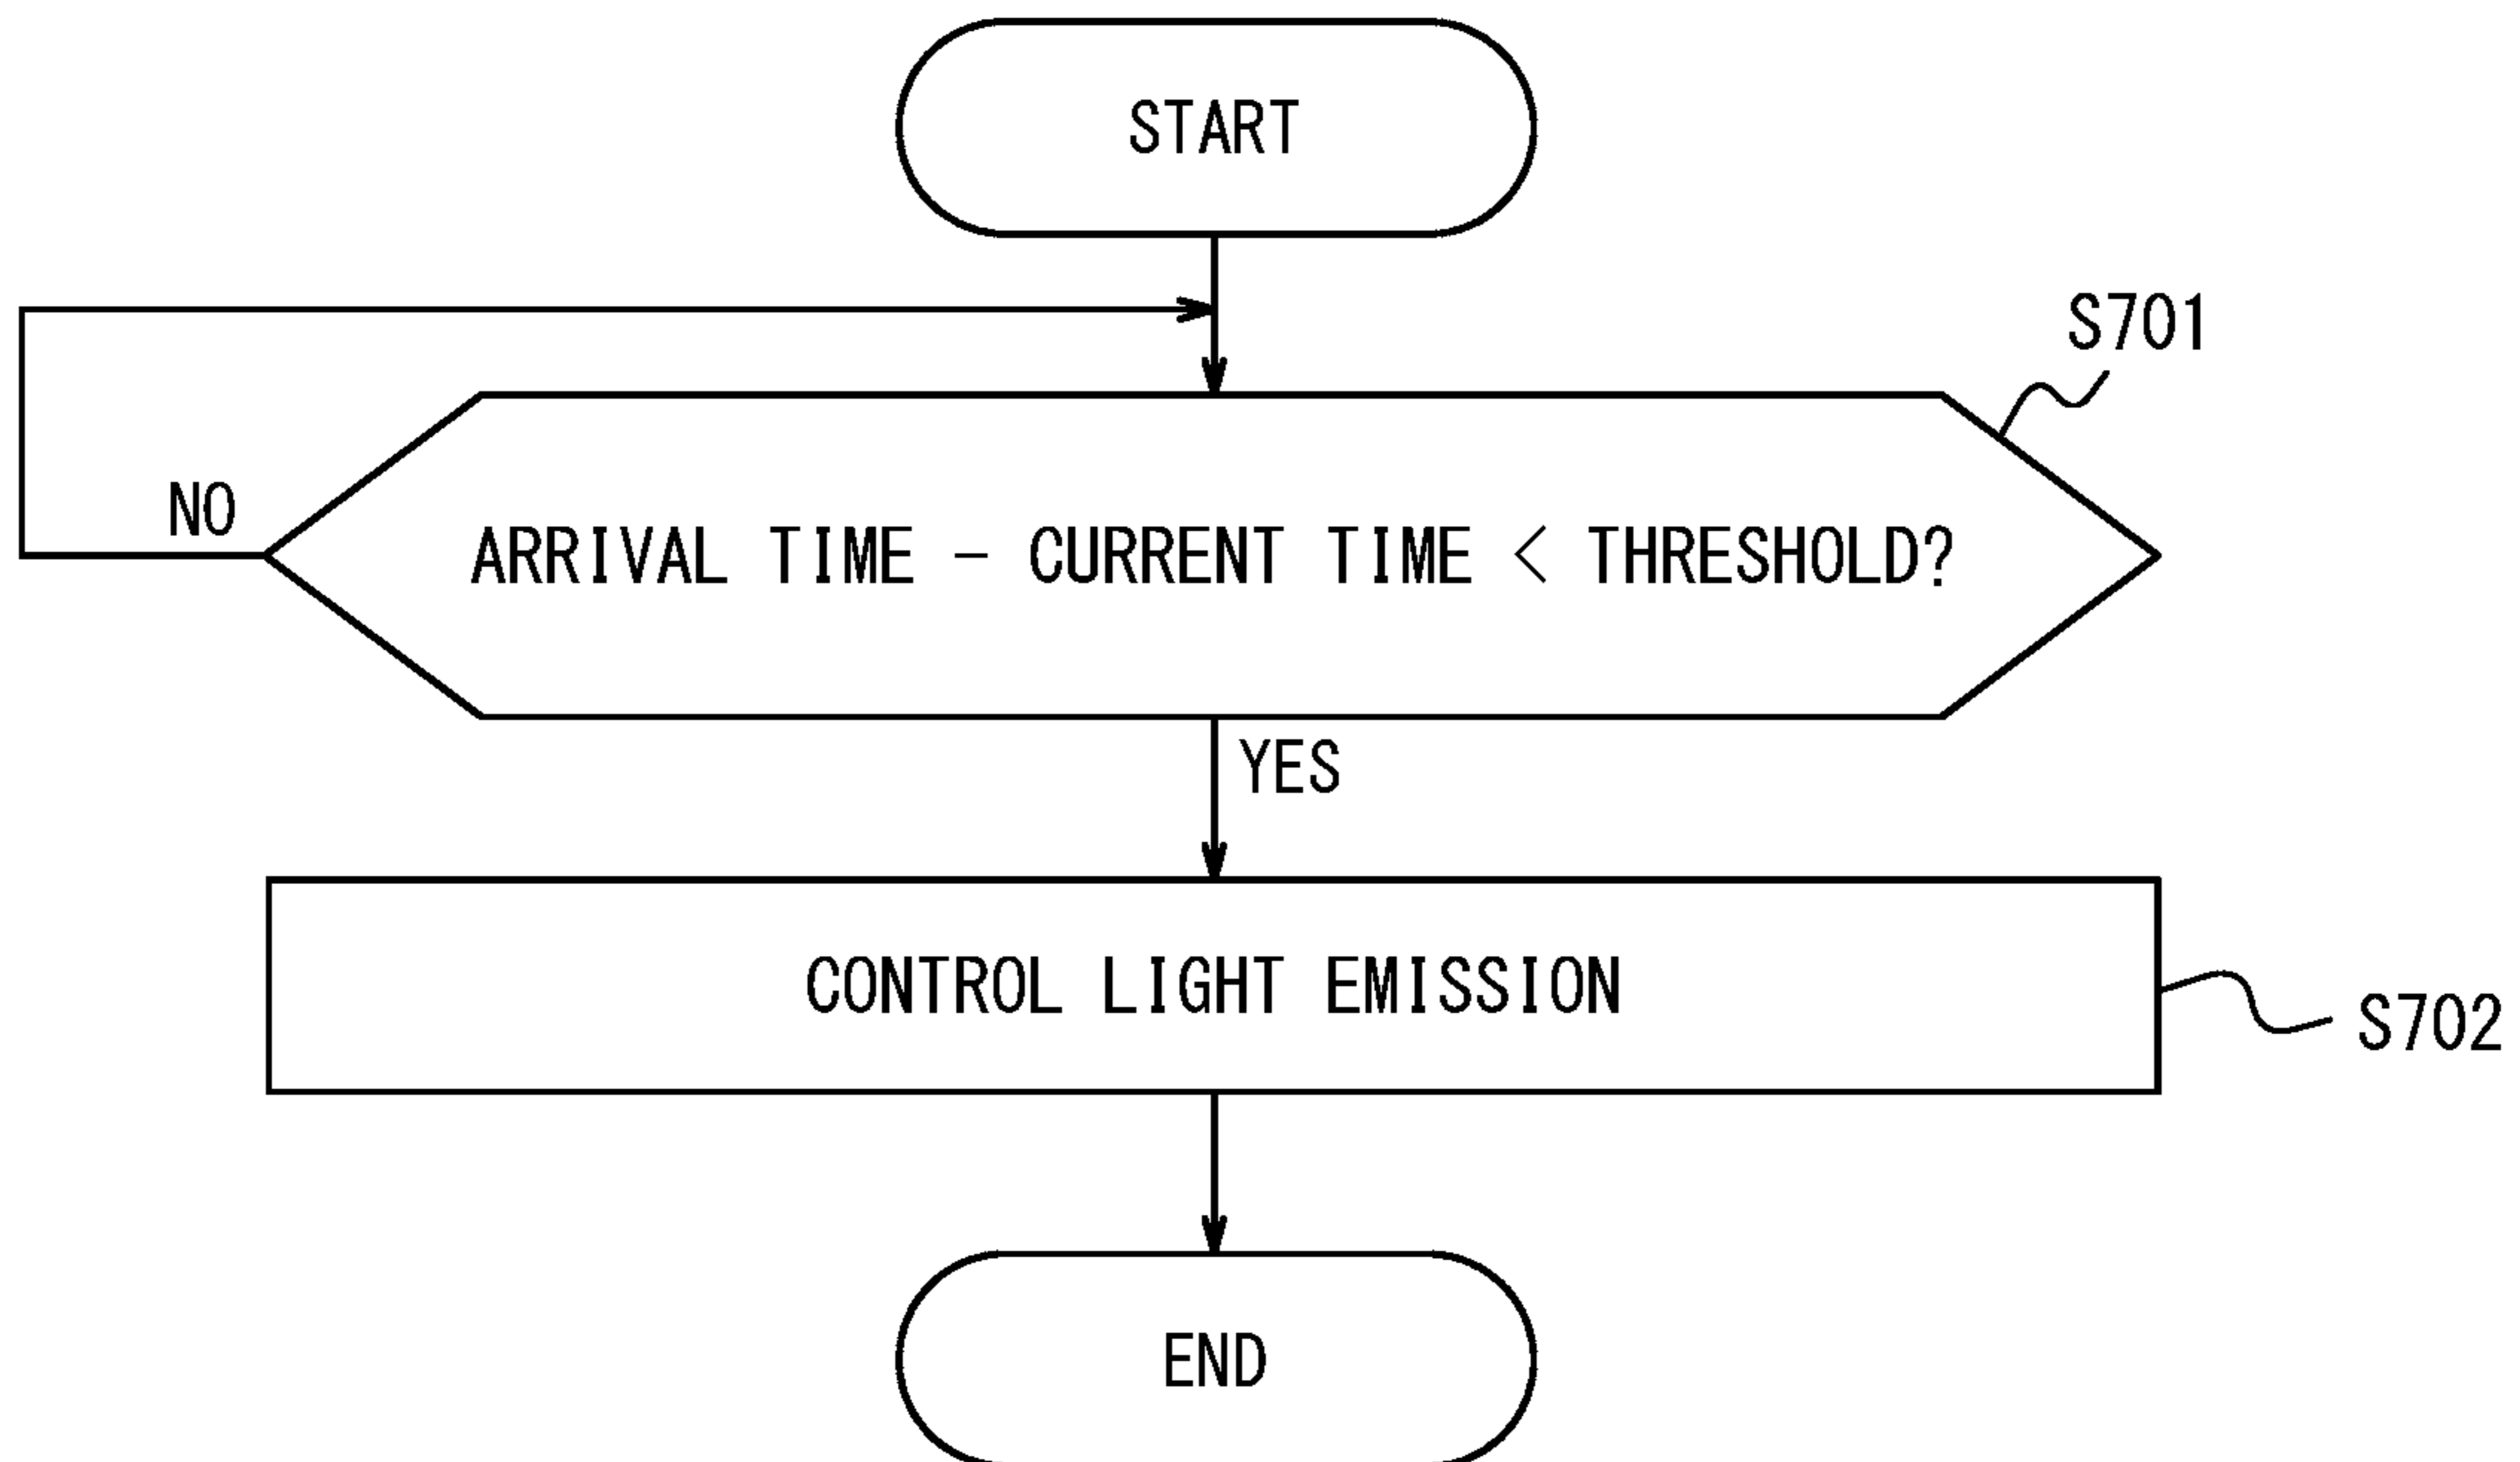 START
S701
NO
ARRIVAL TIME - CURRENT TIME < THRESHOLD?
YES
CONTROL LIGHT EMISSION
S702
END